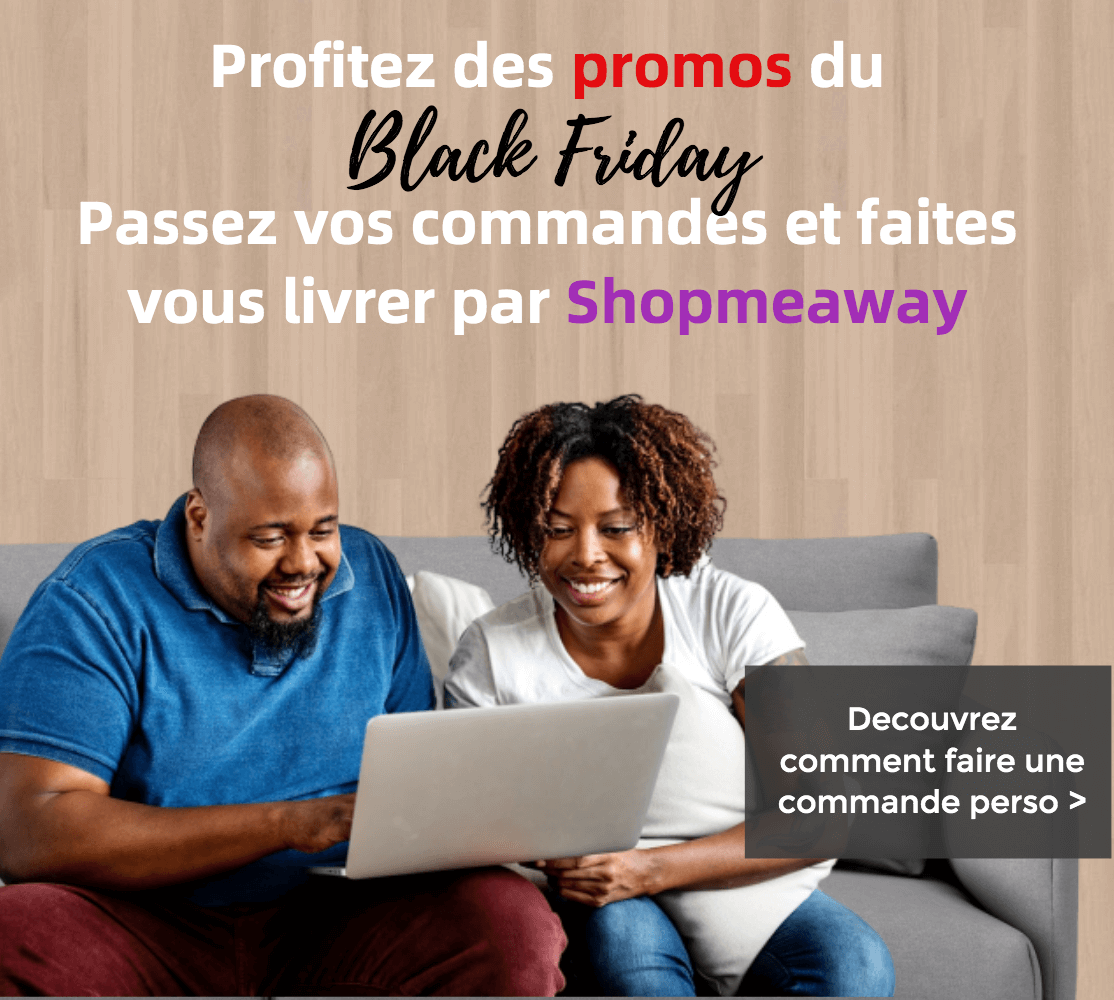 Profitez des promos du
Black Friday
Passez vos commandes et faites
vous livrer par Shopmeaway
Decouvrez
comment faire une
commande perso >